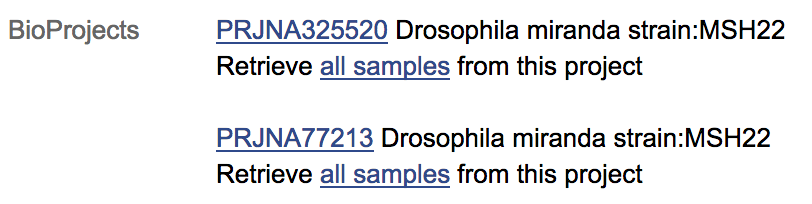 BioProjects PRJNA325520 Drosophila miranda strain:MSH22
Retrieve all samples from this project
PRJNA77213 Drosophila miranda strain:MSH22
Retrieve all samples from this project